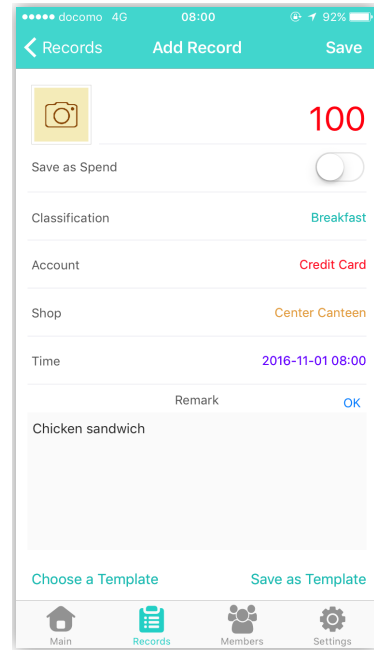 docomo 4G 08:00 92%
Records Add Record Save
100
Save as Spend
Classification Breakfast
Account Credit Card
Shop Center Canteen
Time 2016-11-01 08:00
Remark OK
Chicken sandwich
Choose a Template Save as Template
Main Records Members Settings